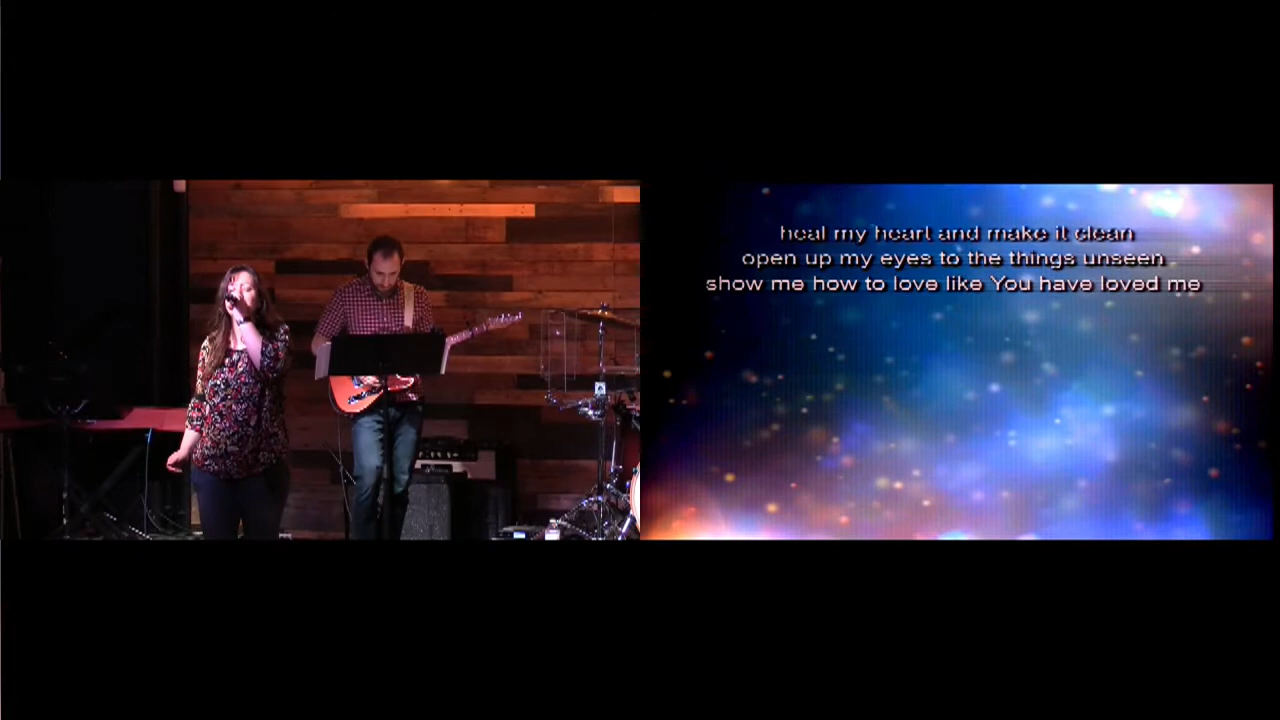 heal my heart and make it clean
open up my eyes to the things unseen
show me how to love like You have loved me